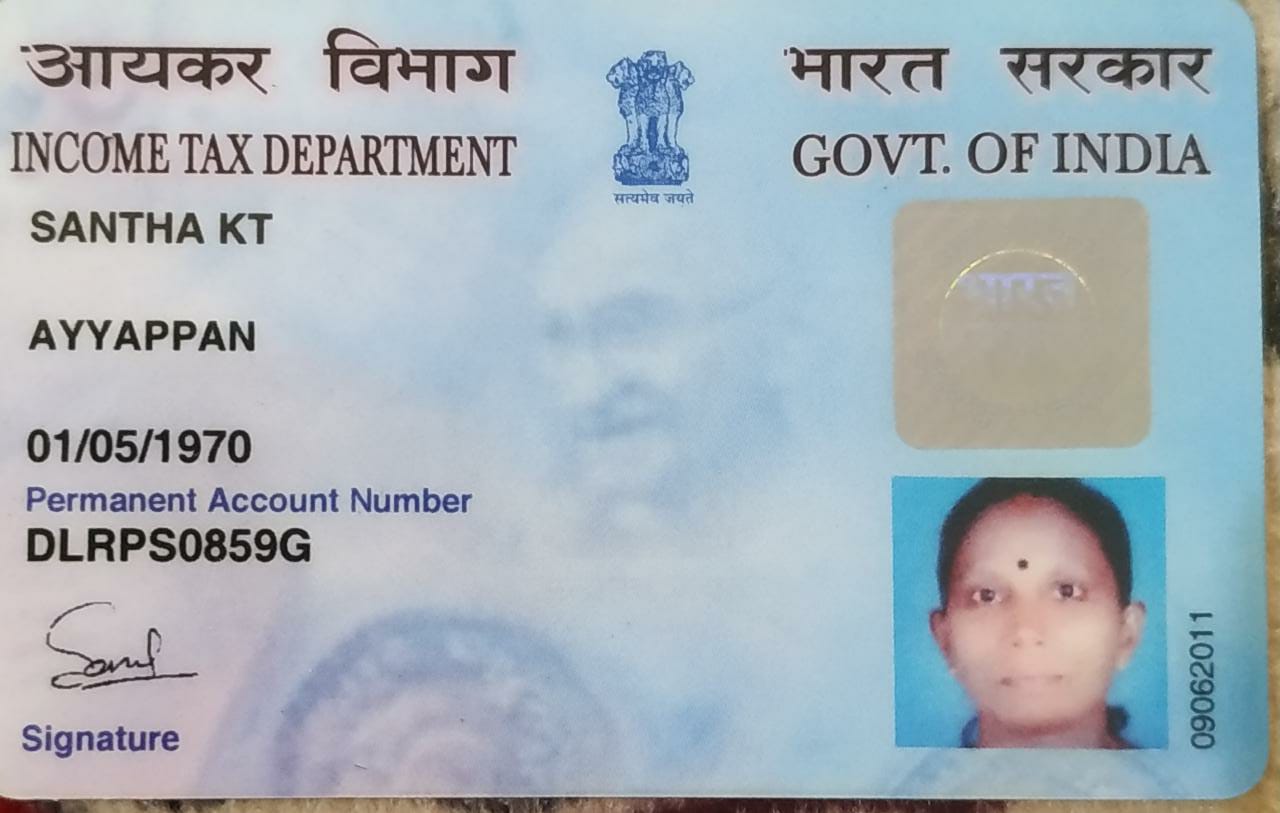 आयकर विभाग
INCOME TAX DEPARTMENT
सत्यमेव जयते
भारत सरकार
GOVT. OF INDIA
SANTHA KT
AYYAPPAN
01/05/1970
Permanent Account Number
DLRPS0859G
Signature
भारत
09062011